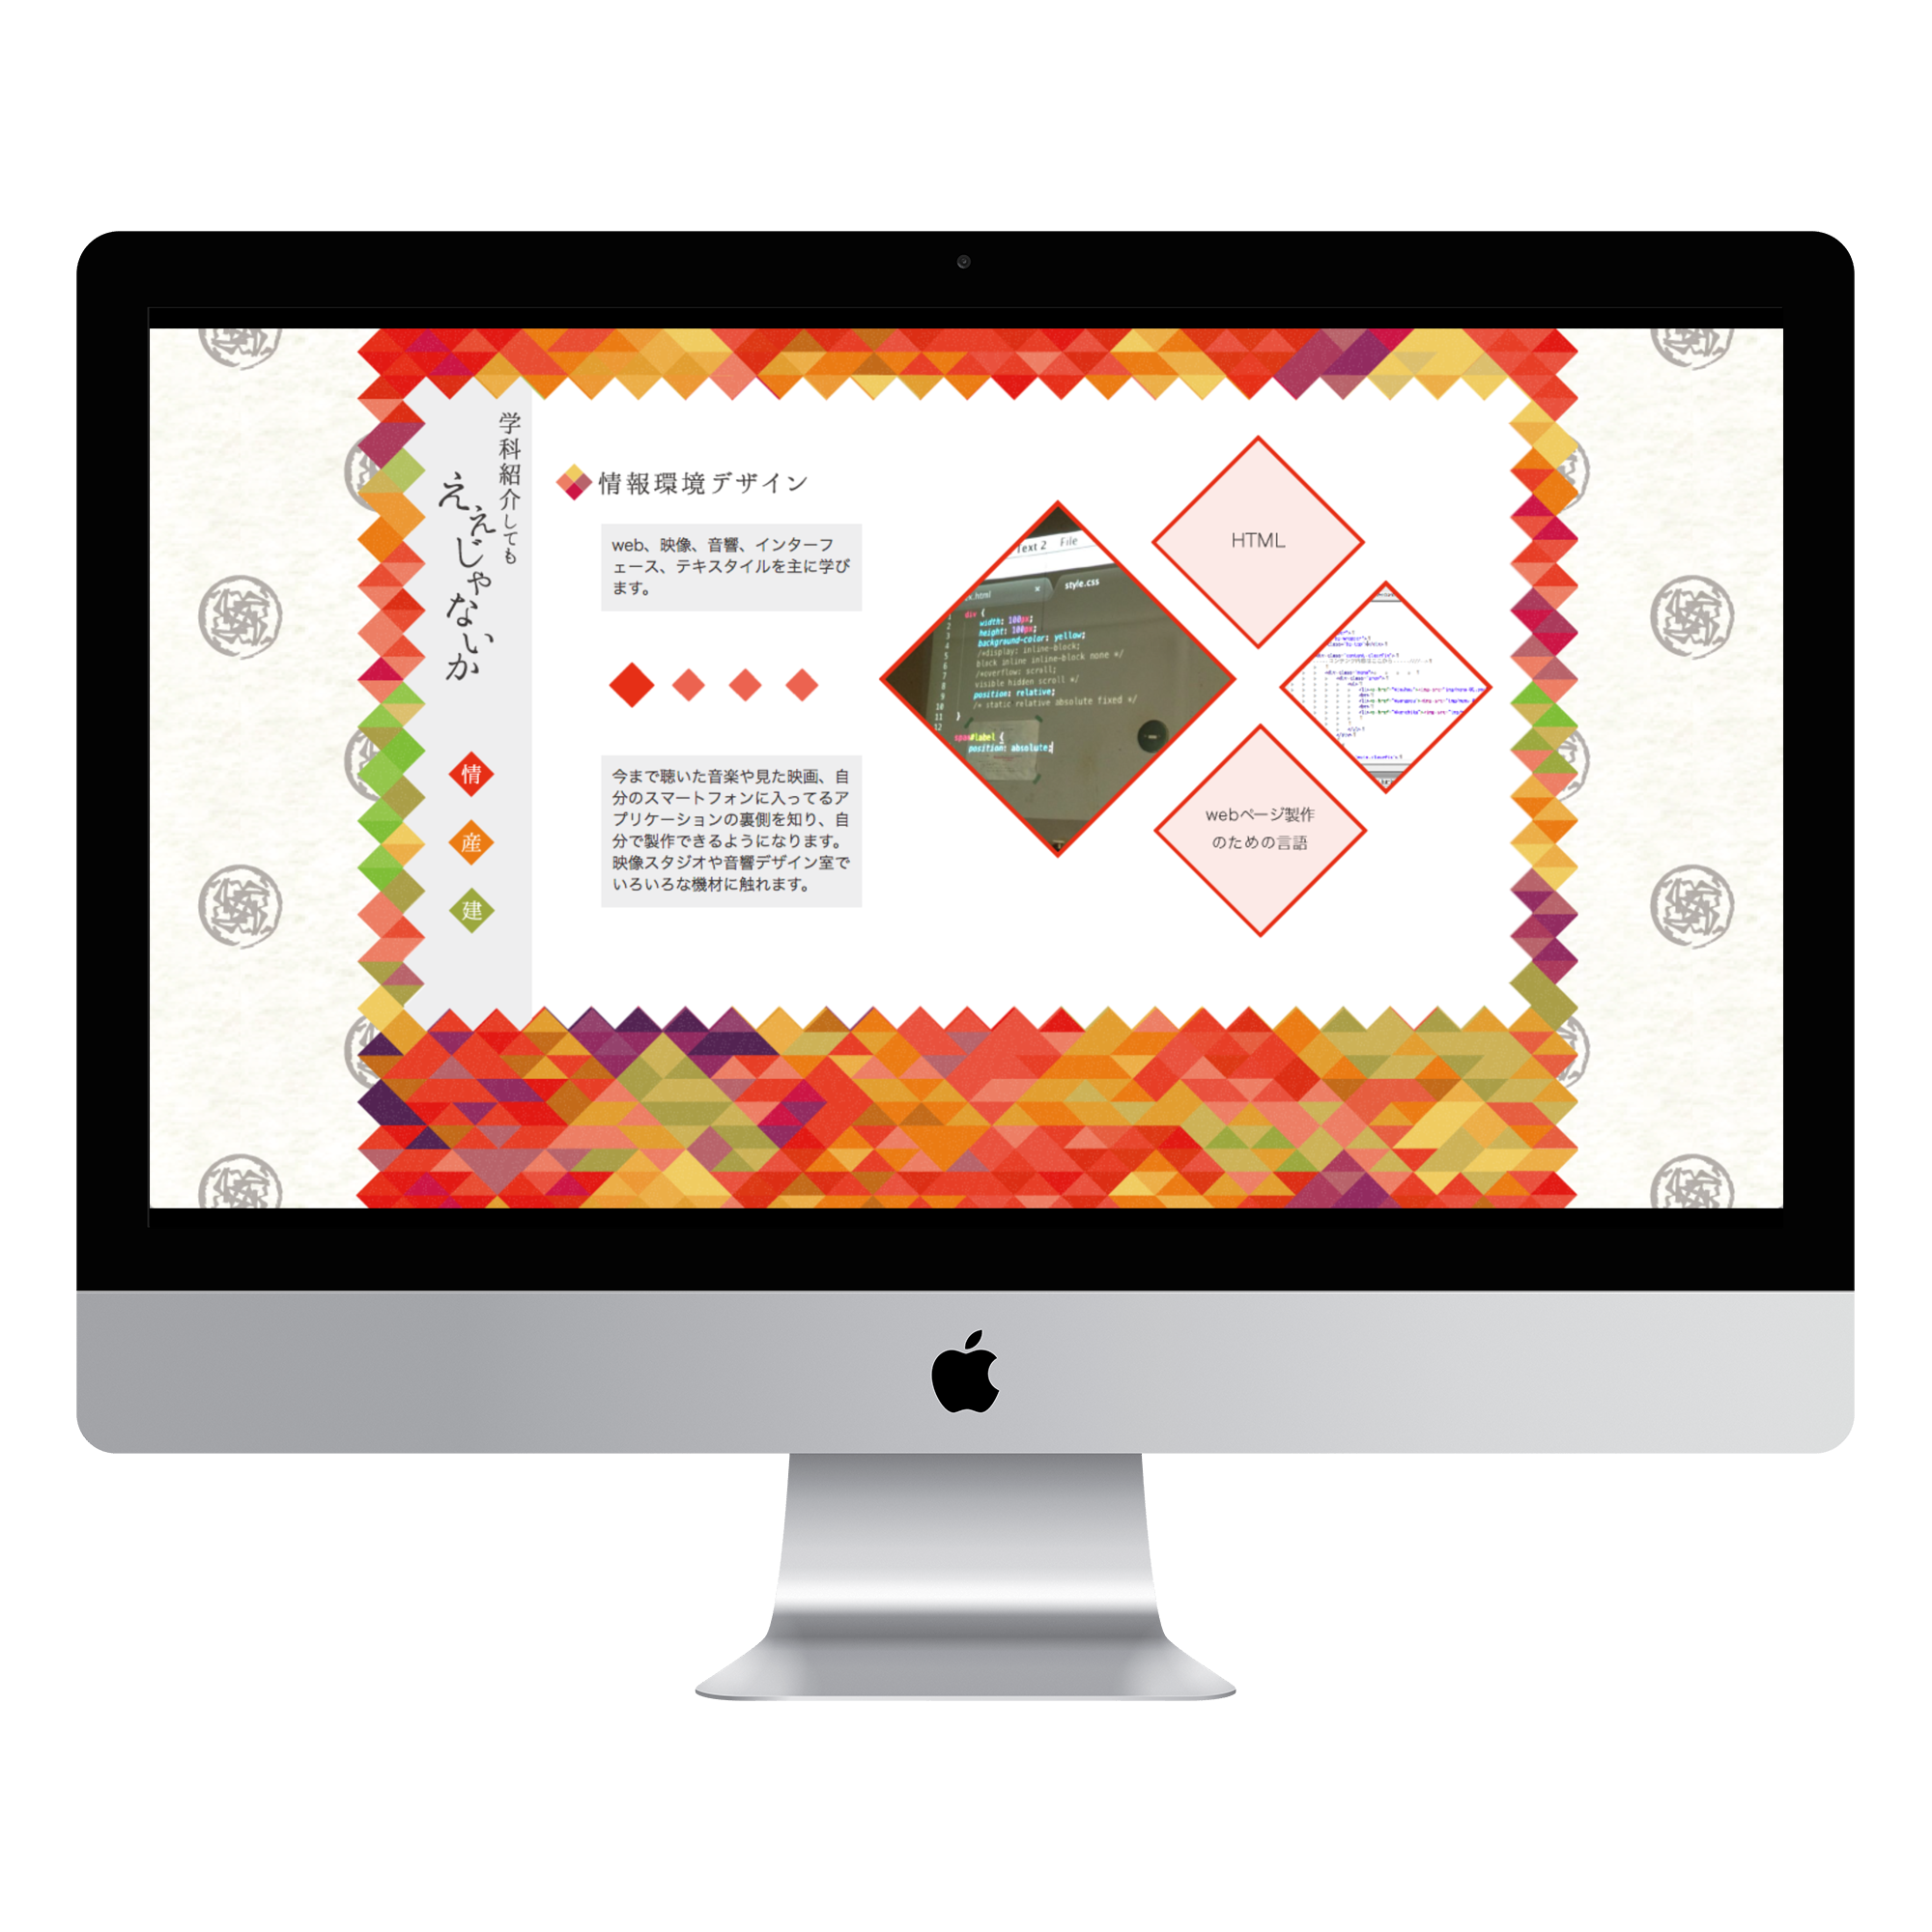 学科紹介しても
ええじゃないか
情
産
建
情報環境デザイン
web、映像、音響、インターフ
ェース、テキスタイルを主に学び
ます。
今まで聴いた音楽や見た映画、自
分のスマートフォンに入ってるア
プリケーションの裏側を知り、自
分で製作できるようになります。
映像スタジオや音響デザイン室で
いろいろな機材に触れます。
Text 2 File
.html × style.css
1 div {
2 width: 100px;
3 height: 100px;
4 background-color: yellow;
5 /*display: inline-block;
6 block inline inline-block nome */
7 /*overflow: scroll;
8 visible hidden scroll */
9 position: relative;
10 /* static relative absolute fixed */
11 }
12
span#label {
position: absolute;
HTML
webページ製作
のための言語